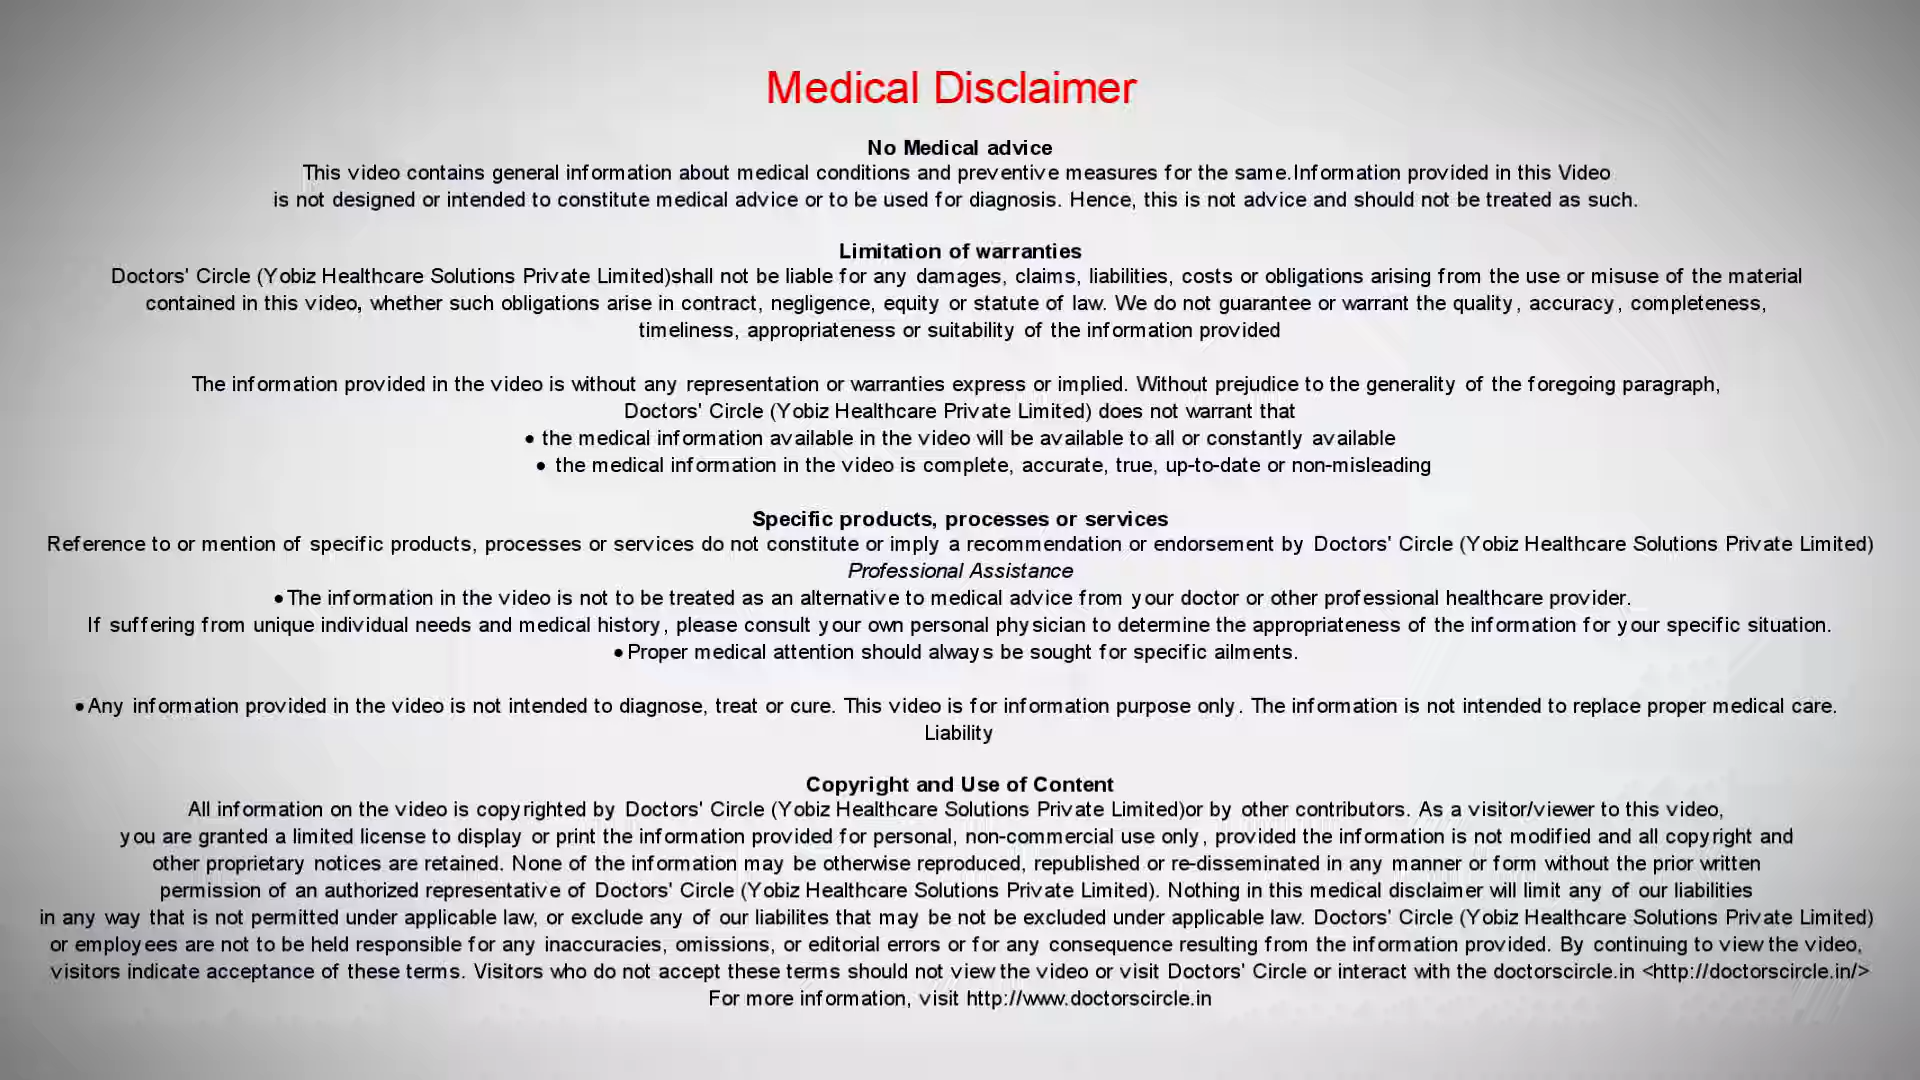 Medical Disclaimer
No Medical advice
This video contains general information about medical conditions and preventive measures for the same.Information provided in this Video
is not designed or intended to constitute medical advice or to be used for diagnosis. Hence, this is not advice and should not be treated as such.
Limitation of warranties
Doctors' Circle (Yobiz Healthcare Solutions Private Limited)shall not be liable for any damages, claims, liabilities, costs or obligations arising from the use or misuse of the material
contained in this video, whether such obligations arise in contract, negligence, equity or statute of law. We do not guarantee or warrant the quality, accuracy, completeness,
timeliness, appropriateness or suitability of the information provided
The information provided in the video is without any representation or warranties express or implied. Without prejudice to the generality of the foregoing paragraph,
Doctors' Circle (Yobiz Healthcare Private Limited) does not warrant that
• the medical information available in the video will be available to all or constantly available
• the medical information in the video is complete, accurate, true, up-to-date or non-misleading
Specific products, processes or services
Reference to or mention of specific products, processes or services do not constitute or imply a recommendation or endorsement by Doctors' Circle (Yobiz Healthcare Solutions Private Limited)
Professional Assistance
•The information in the video is not to be treated as an alternative to medical advice from your doctor or other professional healthcare provider.
If suffering from unique individual needs and medical history, please consult your own personal physician to determine the appropriateness of the information for your specific situation.
•Proper medical attention should always be sought for specific ailments.
•Any information provided in the video is not intended to diagnose, treat or cure. This video is for information purpose only. The information is not intended to replace proper medical care.
Liability
Copyright and Use of Content
All information on the video is copyrighted by Doctors' Circle (Yobiz Healthcare Solutions Private Limited)or by other contributors. As a visitor/viewer to this video,
you are granted a limited license to display or print the information provided for personal, non-commercial use only, provided the information is not modified and all copyright and
other proprietary notices are retained. None of the information may be otherwise reproduced, republished or re-disseminated in any manner or form without the prior written
permission of an authorized representative of Doctors' Circle (Yobiz Healthcare Solutions Private Limited). Nothing in this medical disclaimer will limit any of our liabilities
in any way that is not permitted under applicable law, or exclude any of our liabilites that may be not be excluded under applicable law. Doctors' Circle (Yobiz Healthcare Solutions Private Limited)
or employees are not to be held responsible for any inaccuracies, omissions, or editorial errors or for any consequence resulting from the information provided. By continuing to view the video,
visitors indicate acceptance of these terms. Visitors who do not accept these terms should not view the video or visit Doctors' Circle or interact with the doctorscircle.in <http://doctorscircle.in/>
For more information, visit http://www.doctorscircle.in